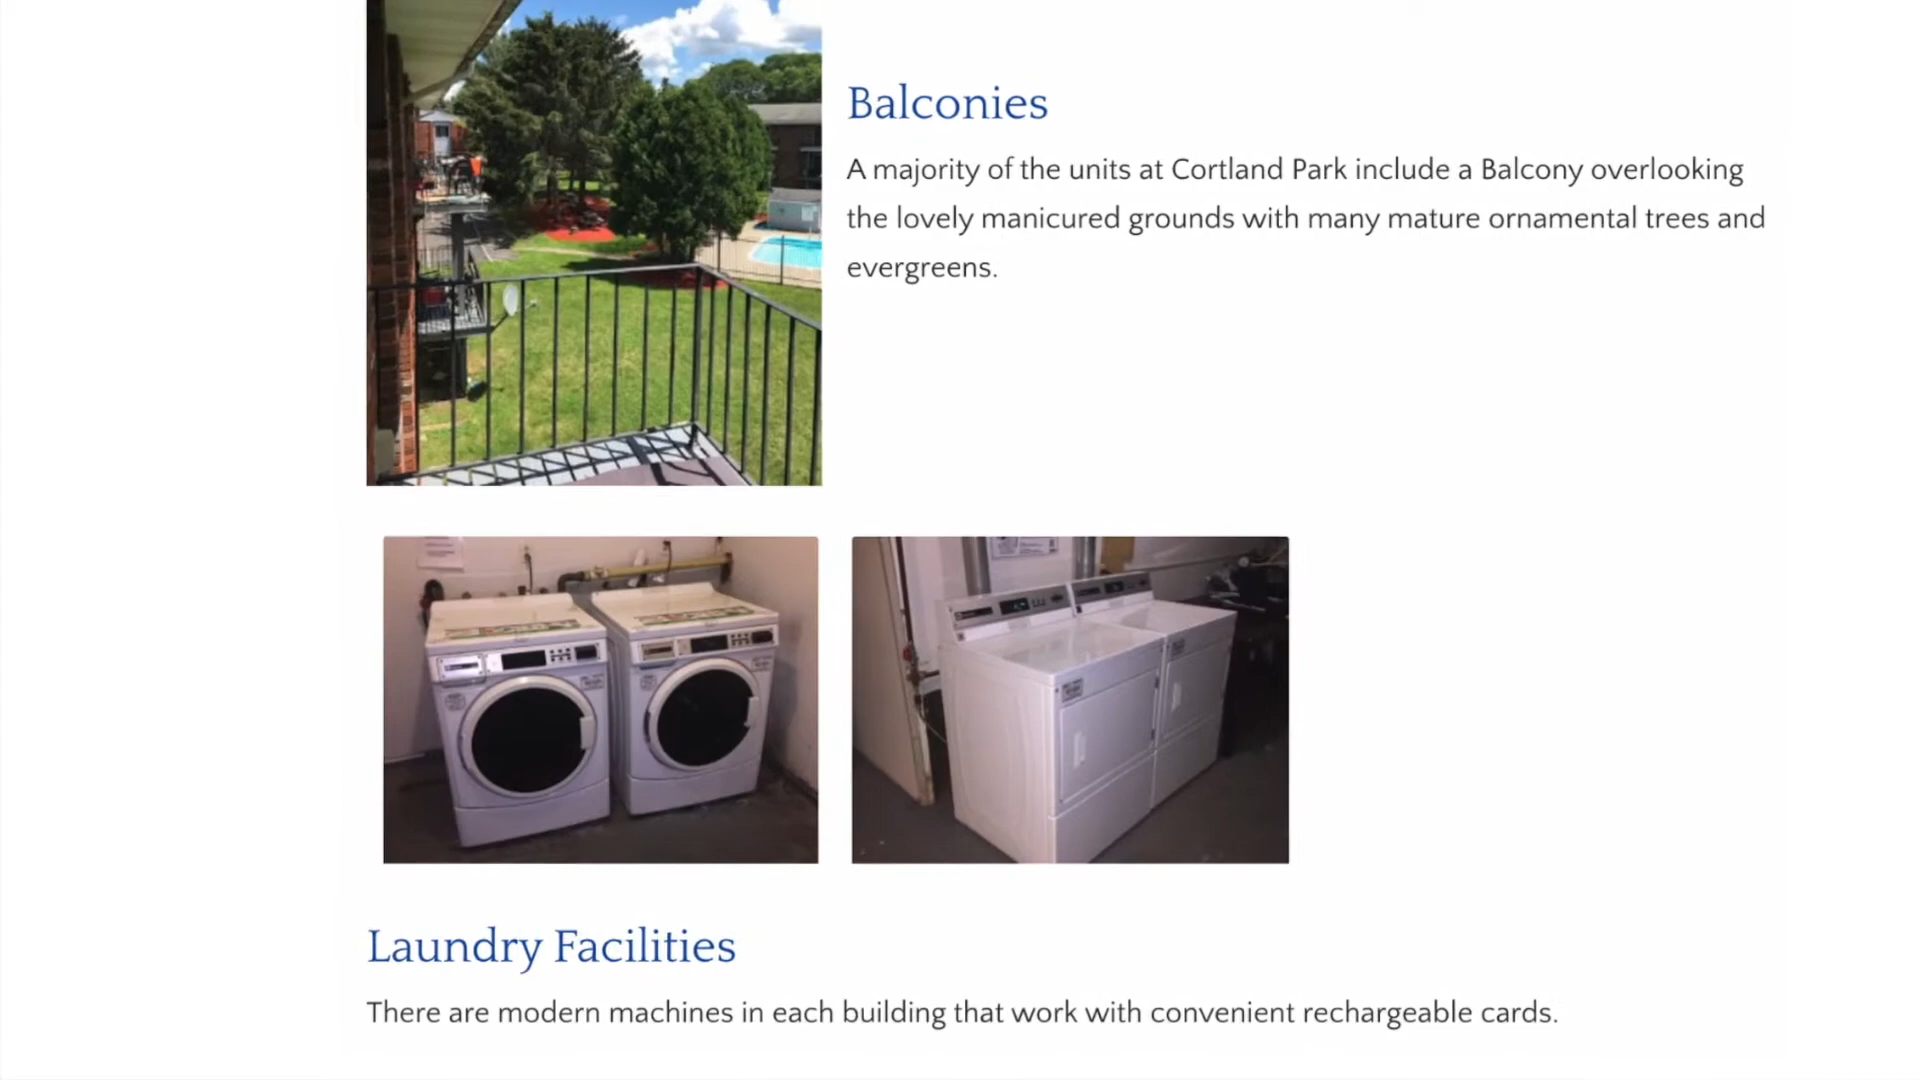 Balconies
A majority of the units at Cortland Park include a Balcony overlooking
the lovely manicured grounds with many mature ornamental trees and
evergreens.
Laundry Facilities
There are modern machines in each building that work with convenient rechargeable cards.